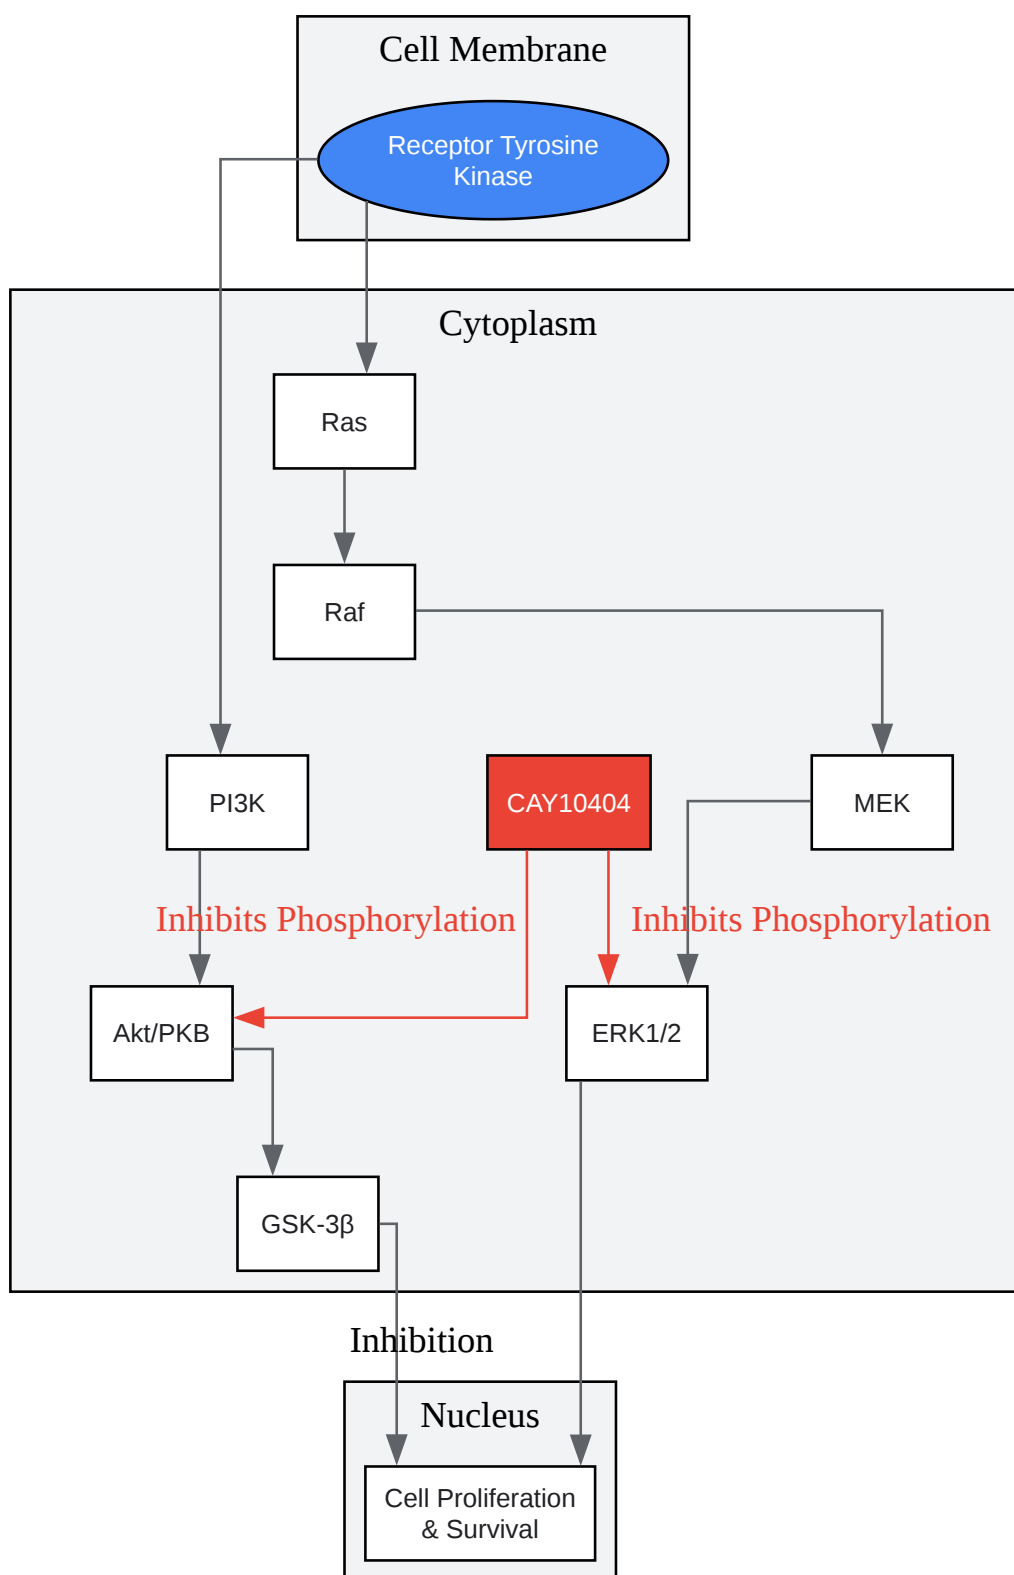 Cell Membrane
Receptor Tyrosine
Kinase
Cytoplasm
Ras
Raf
PI3K
CAY10404
MEK
Inhibits Phosphorylation
Inhibits Phosphorylation
Akt/PKB
ERK1/2
GSK-3β
Inhibition
Nucleus
Cell Proliferation
& Survival